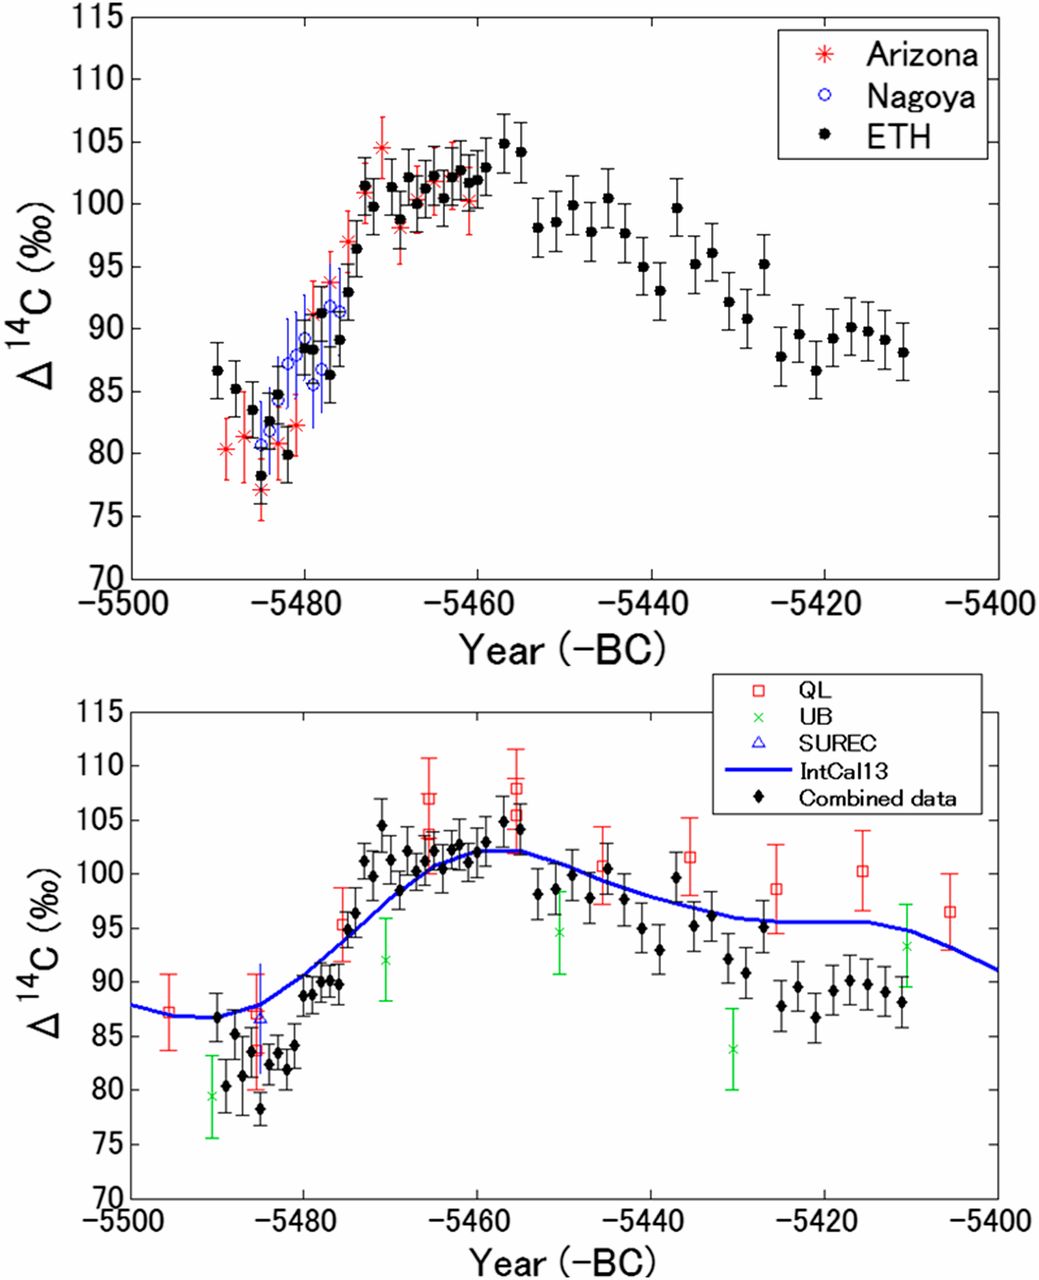 115
110
105
100
95
90
85
80
75
70
Δ ¹⁴C (‰)
Arizona
Nagoya
ETH
−5500 −5480 −5460 −5440 −5420 −5400
Year (−BC)
115
110
105
100
95
90
85
80
75
70
Δ ¹⁴C (‰)
QL
UB
SUREC
IntCal13
Combined data
−5500 −5480 −5460 −5440 −5420 −5400
Year (−BC)